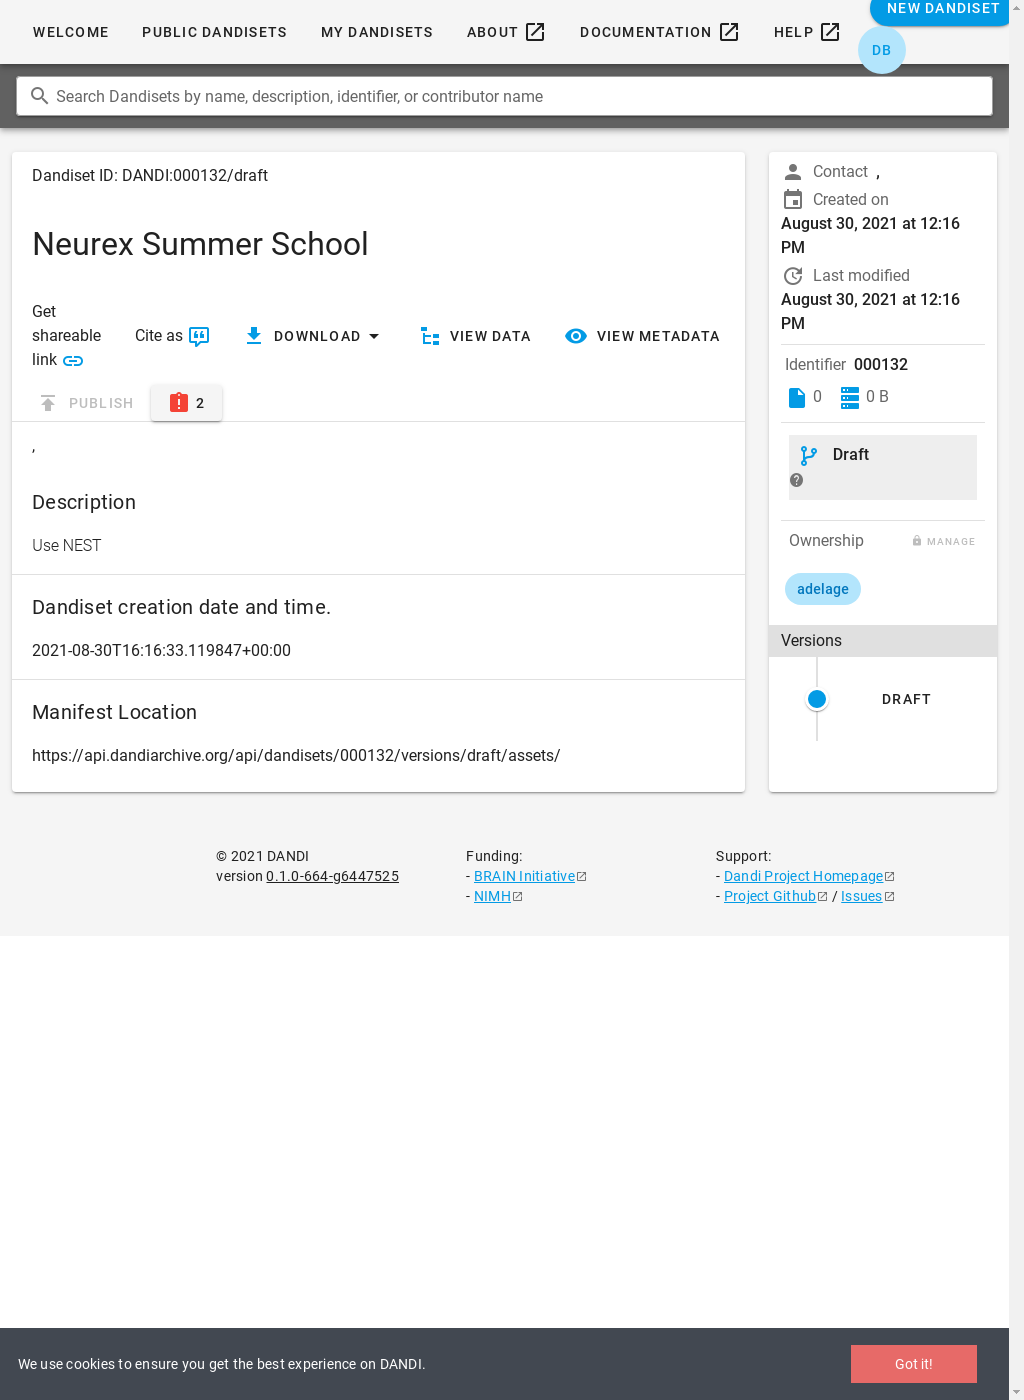 WELCOME
PUBLIC DANDISETS
MY DANDISETS
ABOUT
DOCUMENTATION
HELP
NEW DANDISET
DB
Search Dandisets by name, description, identifier, or contributor name
Dandiset ID: DANDI:000132/draft
Neurex Summer School
Get
shareable
link
Cite as
DOWNLOAD
VIEW DATA
VIEW METADATA
PUBLISH
2
,
Description
Use NEST
Dandiset creation date and time.
2021-08-30T16:16:33.119847+00:00
Manifest Location
https://api.dandiarchive.org/api/dandisets/000132/versions/draft/assets/
Contact ,
Created on
August 30, 2021 at 12:16
PM
Last modified
August 30, 2021 at 12:16
PM
Identifier 000132
0
0 B
Draft
Ownership
MANAGE
adelage
Versions
DRAFT
© 2021 DANDI
version 0.1.0-664-g6447525
Funding:
- BRAIN Initiative
- NIMH
Support:
- Dandi Project Homepage
- Project Github / Issues
We use cookies to ensure you get the best experience on DANDI.
Got it!